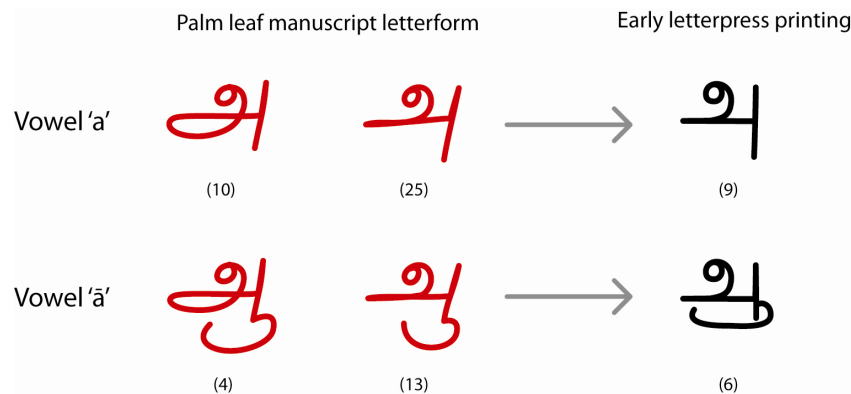 Palm leaf manuscript letterform
Early letterpress printing
Vowel ‘a’
(10) (25) (9)
Vowel ‘ā’
(4) (13) (6)